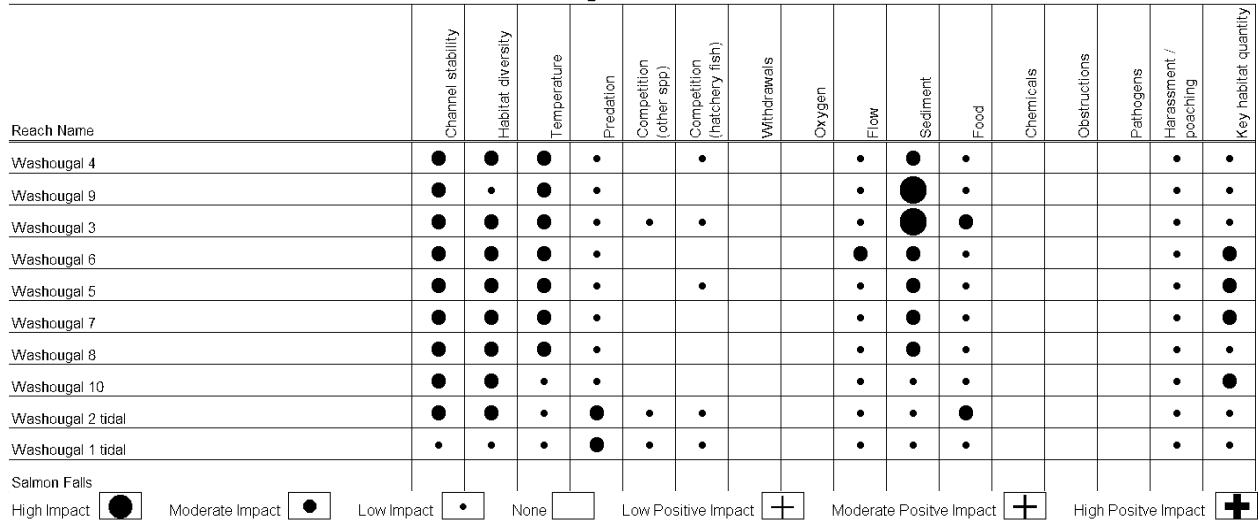 Reach Name
Channel stability
Habitat diversity
Temperature
Predation
Competition
(other spp)
Competition
(hatchery fish)
Withdrawals
Oxygen
Flow
Sediment
Food
Chemicals
Obstructions
Pathogens
Harassment /
poaching
Key habitat quantity
Washougal 4
Washougal 9
Washougal 3
Washougal 6
Washougal 5
Washougal 7
Washougal 8
Washougal 10
Washougal 2 tidal
Washougal 1 tidal
Salmon Falls
High Impact Moderate Impact Low Impact None Low Positive Impact Moderate Positve Impact High Positve Impact